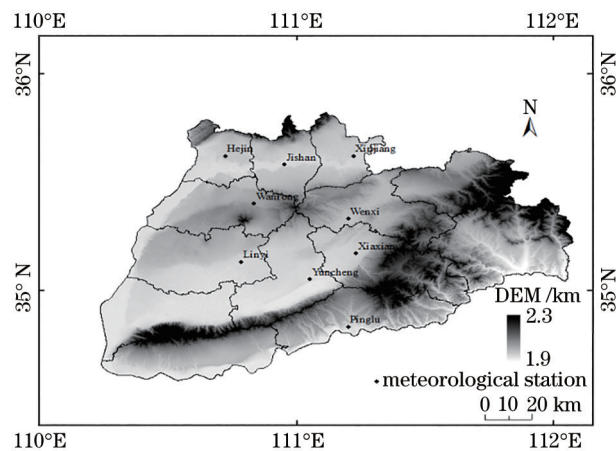 110°E 111°E 112°E
36°N 36°N
N
Hejin
Jishan
Xinjiang
Wanrong
Wenxi
Xiaxian
Linyi
Yuncheng
35° N 35°N
DEM /km
2.3
Pinglu
1.9
meteorological station
0 10 20 km
110°E 111°E 112°E